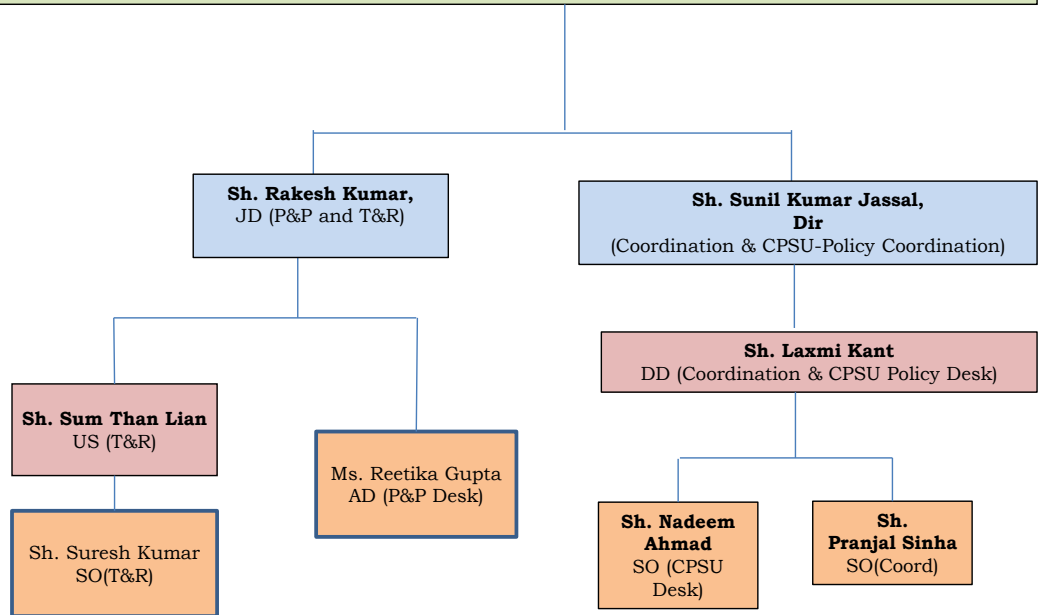 Sh. Rakesh Kumar,
JD (P&P and T&R)
Sh. Sunil Kumar Jassal,
Dir
(Coordination & CPSU-Policy Coordination)
Sh. Laxmi Kant
DD (Coordination & CPSU Policy Desk)
Sh. Sum Than Lian
US (T&R)
Ms. Reetika Gupta
AD (P&P Desk)
Sh. Suresh Kumar
SO(T&R)
Sh. Nadeem
Ahmad
SO (CPSU
Desk)
Sh.
Pranjal Sinha
SO(Coord)